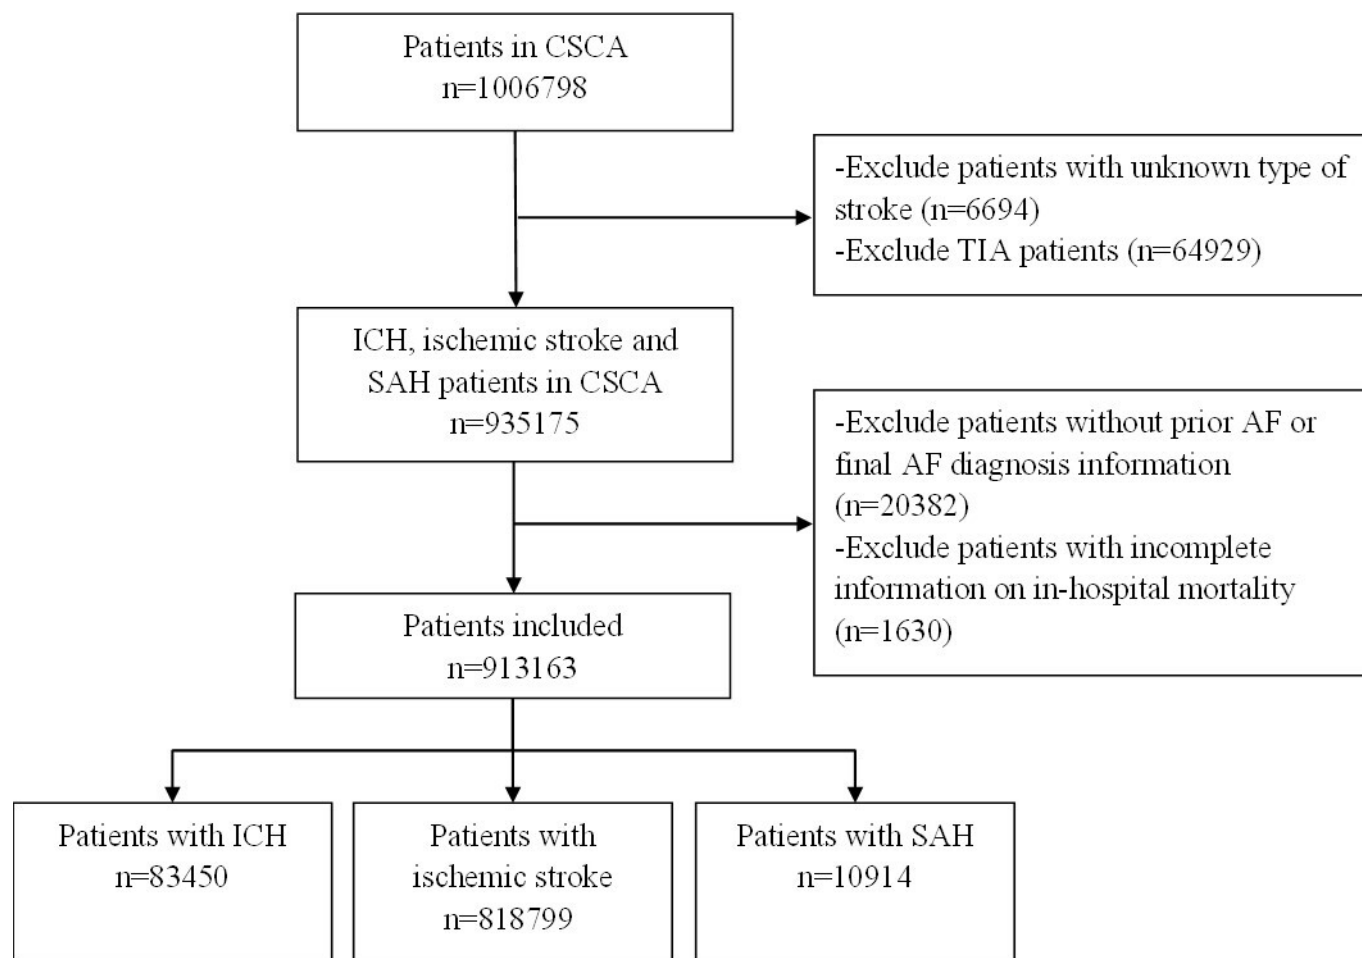 Patients in CSCA
n=1006798
-Exclude patients with unknown type of
stroke (n=6694)
-Exclude TIA patients (n=64929)
ICH, ischemic stroke and
SAH patients in CSCA
n=935175
-Exclude patients without prior AF or
final AF diagnosis information
(n=20382)
-Exclude patients with incomplete
information on in-hospital mortality
(n=1630)
Patients included
n=913163
Patients with ICH
n=83450
Patients with
ischemic stroke
n=818799
Patients with SAH
n=10914